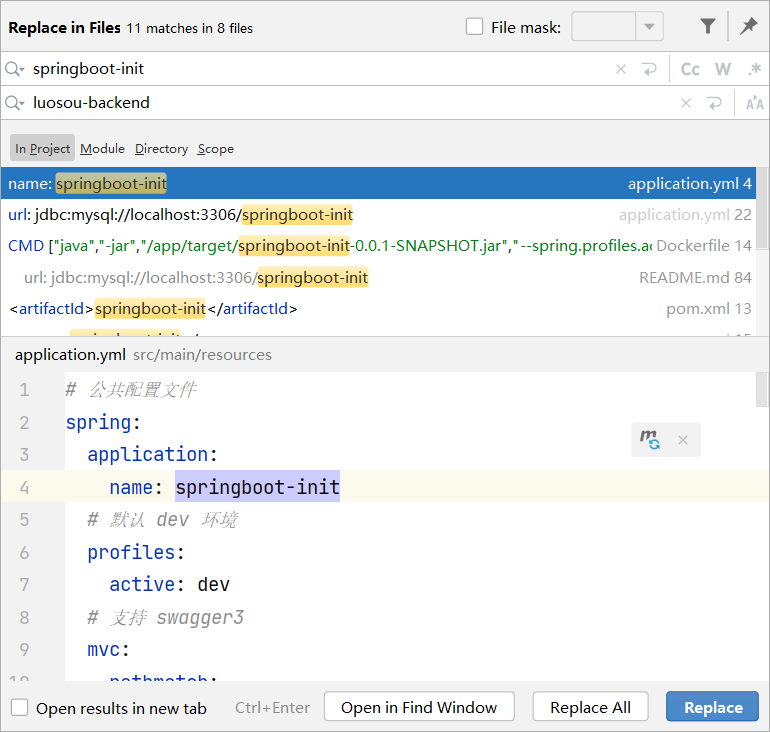 Replace in Files 11 matches in 8 files File mask:
springboot-init Cc W .*
luosou-backend
In Project Module Directory Scope
name: springboot-init application.yml 4
url: jdbc:mysql://localhost:3306/springboot-init application.yml 22
CMD ["java","-jar","/app/target/springboot-init-0.0.1-SNAPSHOT.jar","--spring.profiles.ac Dockerfile 14
url: jdbc:mysql://localhost:3306/springboot-init README.md 84
<artifactId>springboot-init</artifactId> pom.xml 13
application.yml src/main/resources
1 # 公共配置文件
2 spring:
3 application:
4 name: springboot-init
5 # 默认 dev 环境
6 profiles:
7 active: dev
8 # 支持 swagger3
9 mvc:
Open results in new tab Ctrl+Enter Open in Find Window Replace All Replace